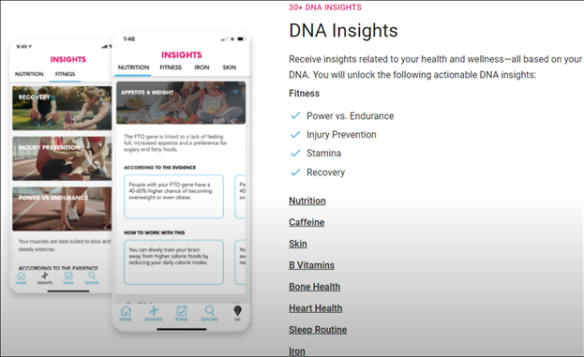 9:45
INSIGHTS
NUTRITION FITNESS
RECOVERY
INJURY PREVENTION
POWER VS ENDURANCE
Your muscles are best suited to slow and
steady exercise.
ACCORDING TO THE EVIDENCE
HOME INSIGHTS PLANS EXPLORE
1:46
INSIGHTS
NUTRITION FITNESS IRON SKIN
APPETITE & WEIGHT
The FTO gene is linked to a lack of feeling
full, increased appetite and a preference for
sugary and fatty foods.
ACCORDING TO THE EVIDENCE
People with your FTO gene have a
40-60% higher chance of becoming
overweight or even obese.
HOW TO WORK WITH THIS
You can slowly train your brain
away from higher calorie foods by
reducing your daily calorie intake.
HOME INSIGHTS PLANS EXPLORE ME
30+ DNA INSIGHTS
DNA Insights
Receive insights related to your health and wellness—all based on your
DNA. You will unlock the following actionable DNA insights:
Fitness
Power vs. Endurance
Injury Prevention
Stamina
Recovery
Nutrition
Caffeine
Skin
B Vitamins
Bone Health
Heart Health
Sleep Routine
Iron